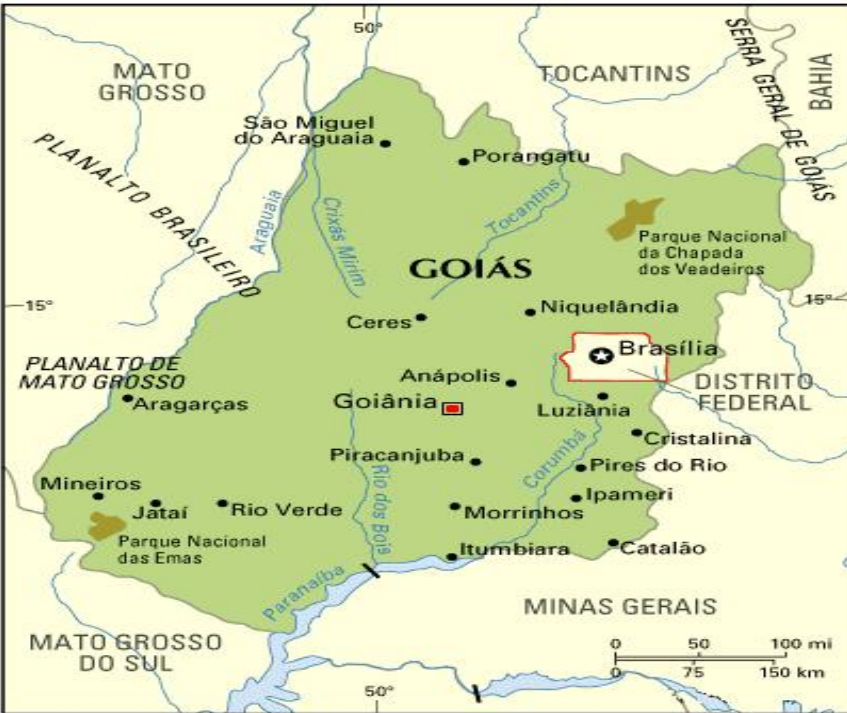 50°
MATO
GROSSO
TOCANTINS
SERRA GERAL DE GOIÁS
BAHIA
São Miguel
do Araguaia
Porangatu
PLANALTO BRASILEIRO
Araguaia
Crixás Mirim
Tocantins
Parque Nacional
da Chapada
dos Veadeiros
GOIÁS
15°
15°
Niquelândia
Ceres
Brasília
PLANALTO DE
MATO GROSSO
Anápolis
DISTRITO
FEDERAL
Aragarças
Goiânia
Luziânia
Cristalina
Piracanjuba
Corumbá
Pires do Rio
Mineiros
Rio dos Bois
Ipameri
Jataí
Rio Verde
Morrinhos
Parque Nacional
das Emas
Itumbiara
Catalão
Paranaíba
MINAS GERAIS
MATO GROSSO
DO SUL
0 50 100 mi
0 75 150 km
50°